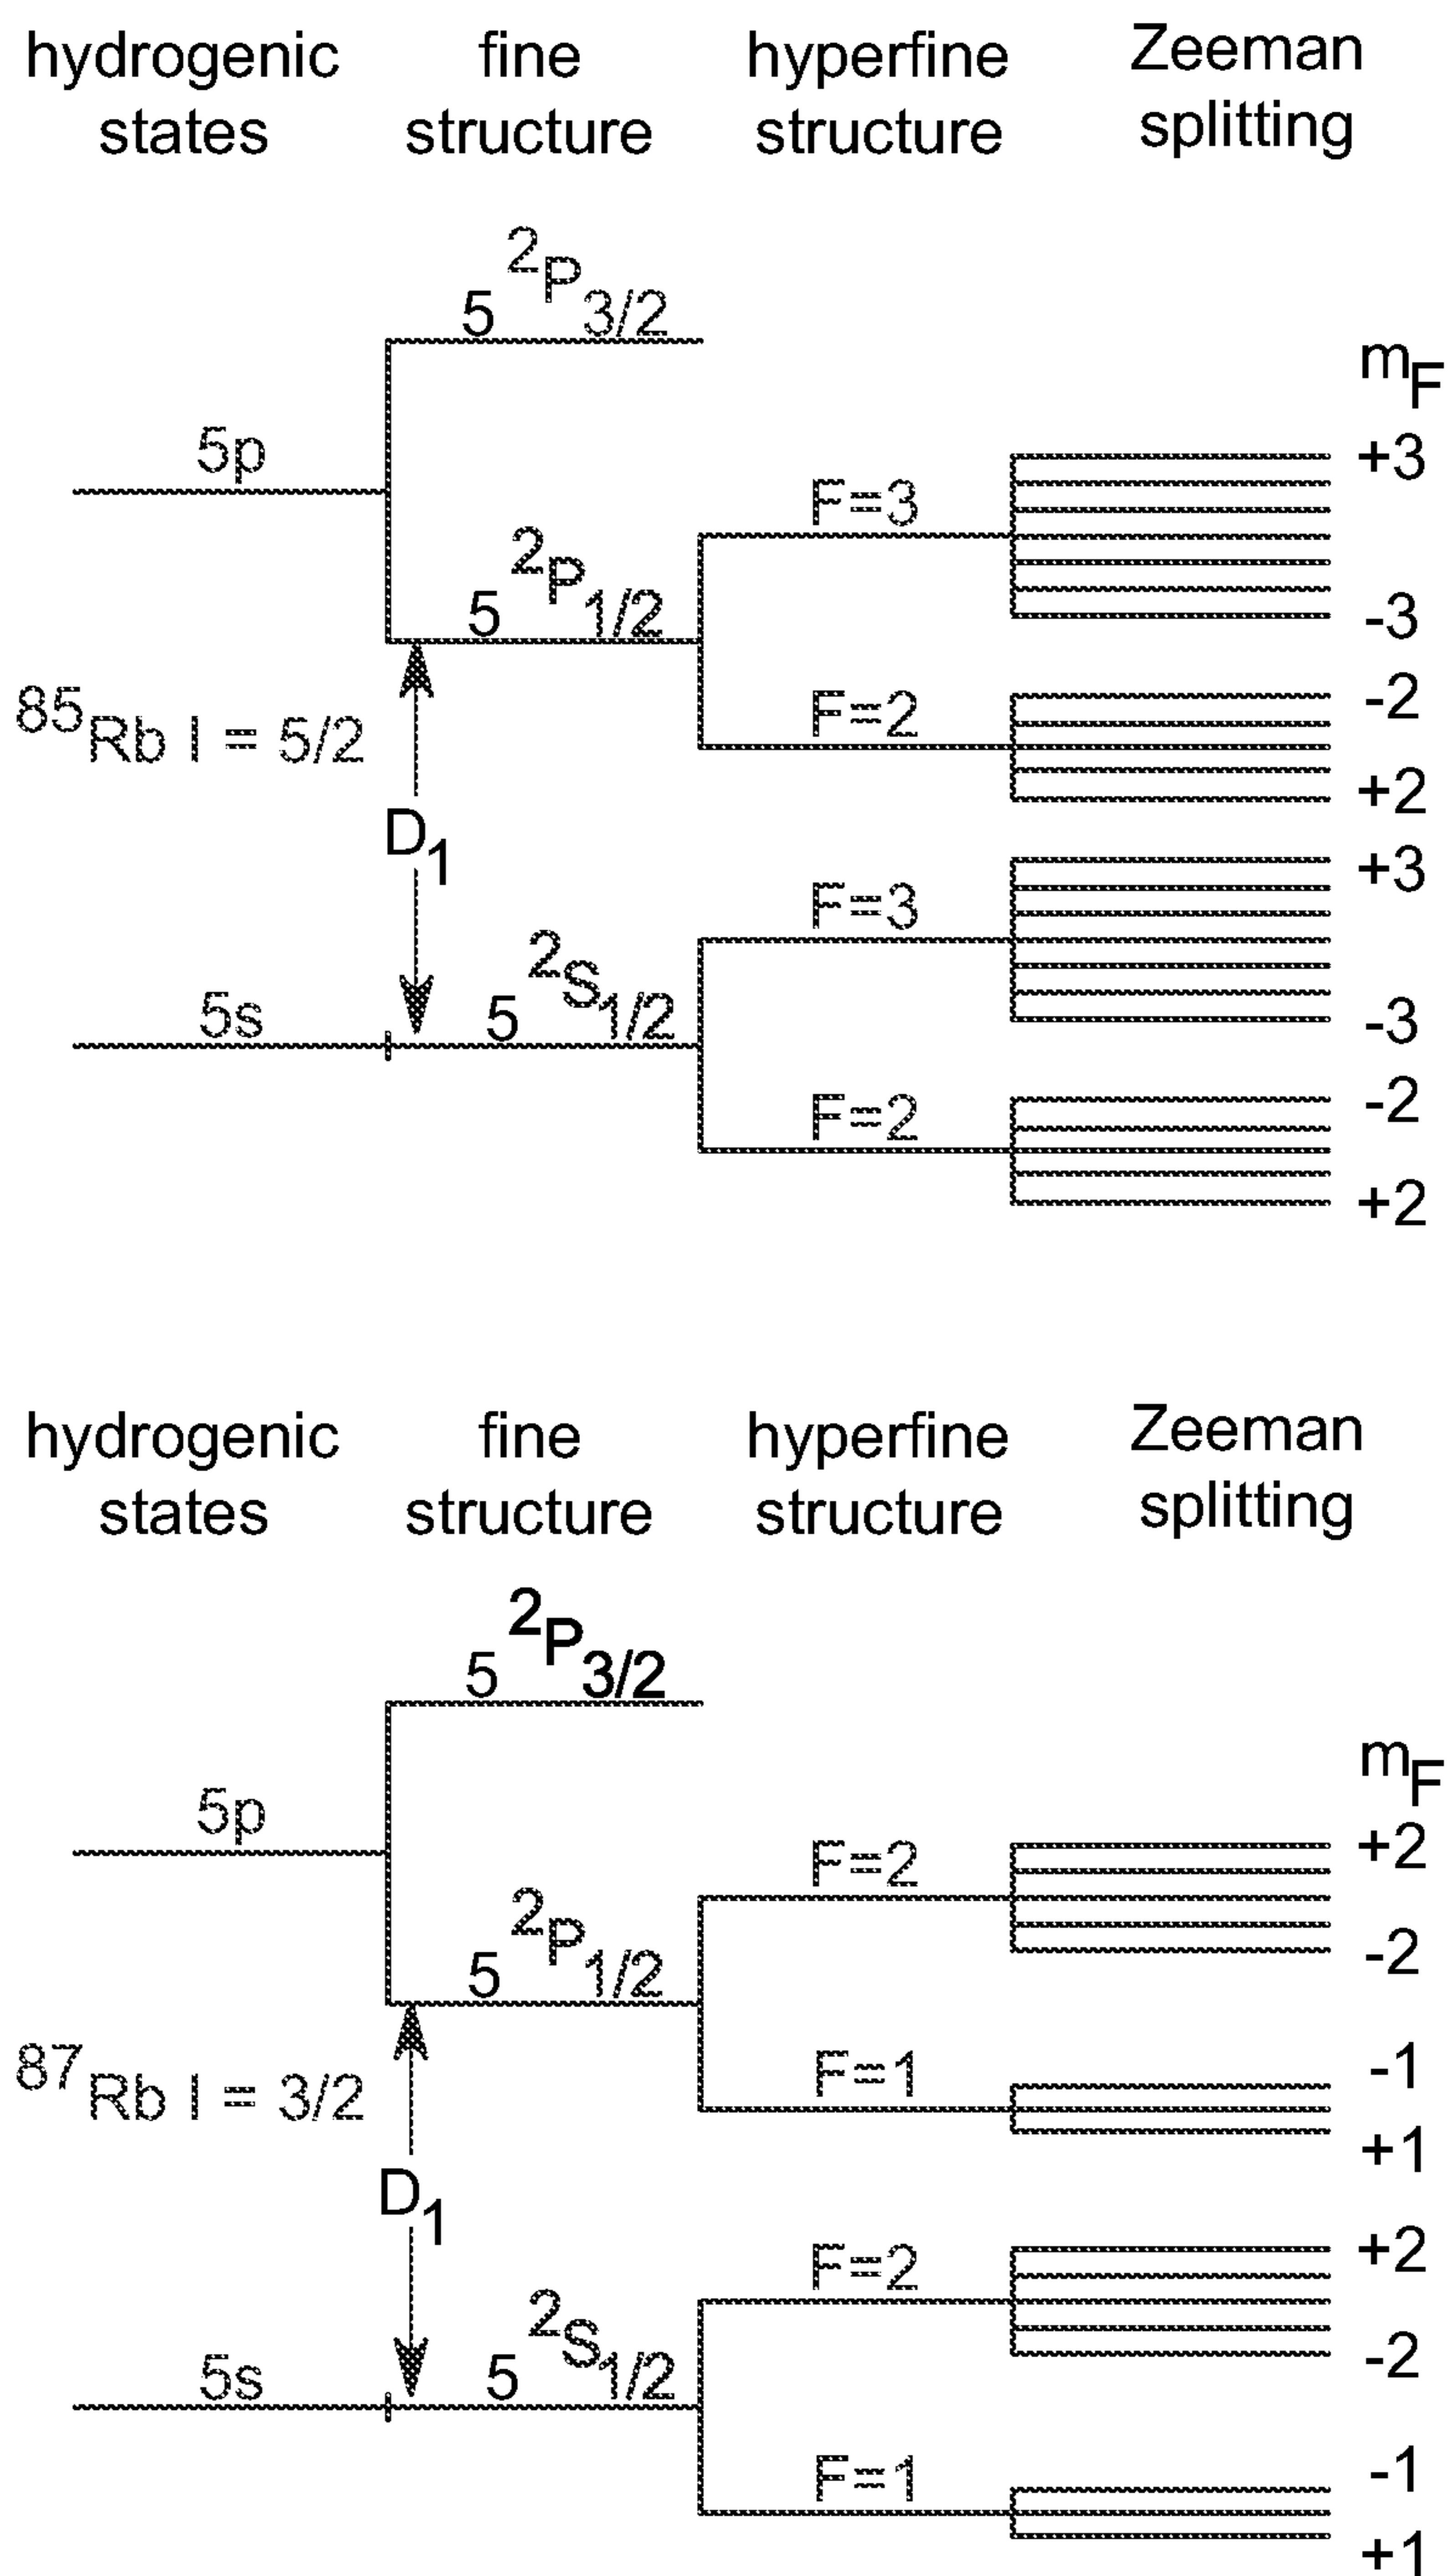 hydrogenic states
fine structure
hyperfine structure
Zeeman splitting
5 ²P₃/₂
m_F
5p
+3
F=3
5 ²P₁/₂
-3
⁸⁵Rb I = 5/2
F=2
-2
+2
D₁
F=3
+3
5s
5 ²S₁/₂
-3
F=2
-2
+2
hydrogenic states
fine structure
hyperfine structure
Zeeman splitting
5 ²P₃/₂
m_F
5p
F=2
+2
5 ²P₁/₂
-2
⁸⁷Rb I = 3/2
F=1
-1
+1
D₁
F=2
+2
5s
5 ²S₁/₂
-2
F=1
-1
+1